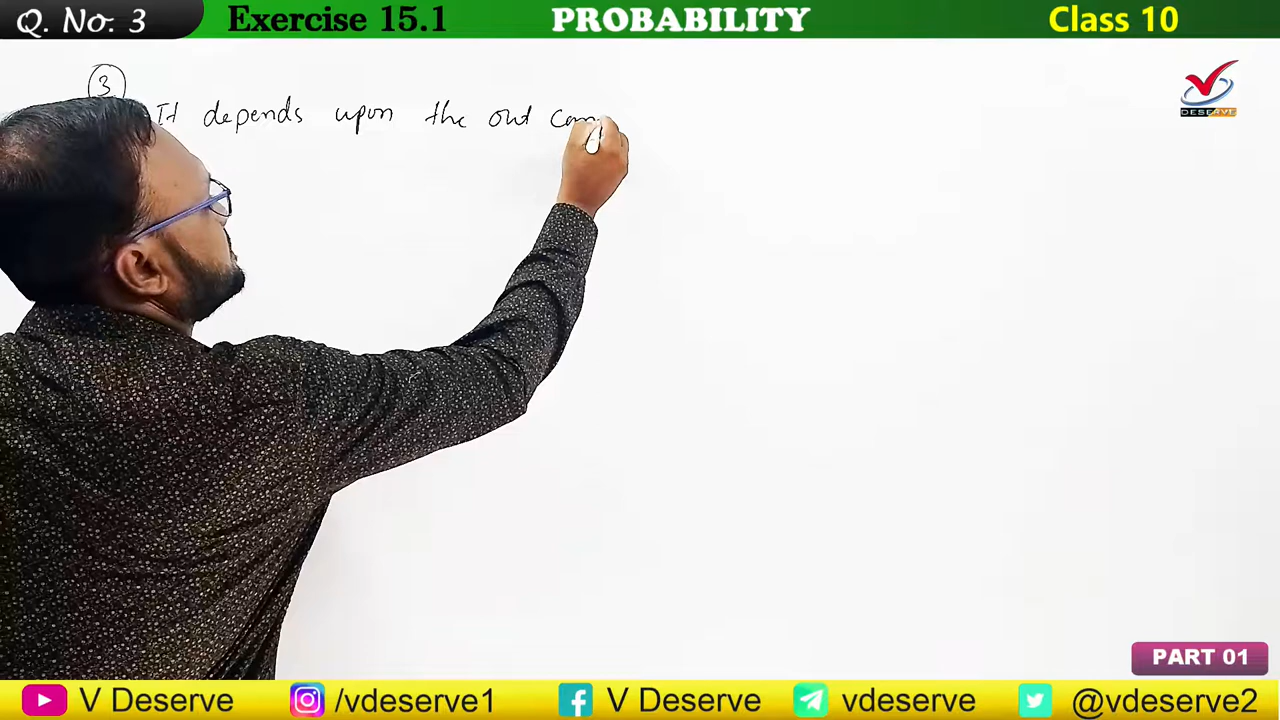 Q. No: 3
Exercise 15.1
PROBABILITY
Class 10
3
It depends upon the out com
DESERVE
PART 01
V Deserve
/vdeserve1
V Deserve
vdeserve
@vdeserve2